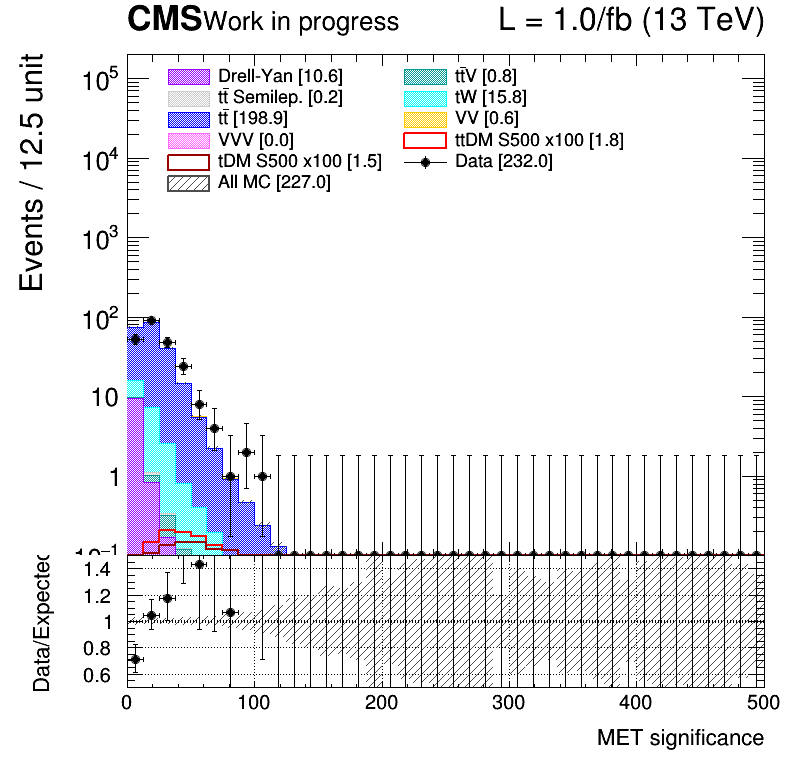 CMS Work in progress L = 1.0/fb (13 TeV)
Events / 12.5 unit
Drell-Yan [10.6] tt̄V [0.8]
tt̄ Semilep. [0.2] tW [15.8]
tt̄ [198.9] VV [0.6]
VVV [0.0] ttDM S500 x100 [1.8]
tDM S500 x100 [1.5] Data [232.0]
All MC [227.0]
10⁵
10⁴
10³
10²
10
1
10⁻¹
Data/Expected
1.4
1.2
1
0.8
0.6
0 100 200 300 400 500
MET significance